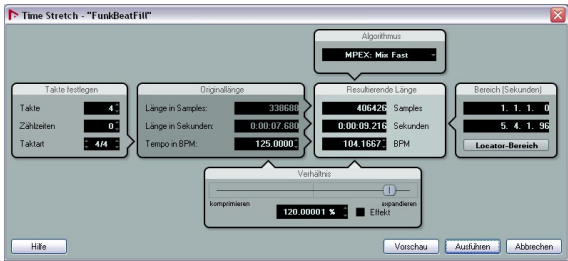 Time Stretch - "FunkBeatFill"
Algorithmus
MPEX: Mix Fast
Takte festlegen
Originallänge
Resultierende Länge
Bereich (Sekunden)
Takte 4
Länge in Samples: 338688
406426 Samples
1. 1. 1. 0
Zählzeiten 0
Länge in Sekunden: 0:00:07.680
0:00:09.216 Sekunden
5. 4. 1. 96
Taktart 4/4
Tempo in BPM: 125.0000
104.1667 BPM
Locator-Bereich
Verhältnis
komprimieren
expandieren
120.00001 %
Effekt
Hilfe
Vorschau
Ausführen
Abbrechen